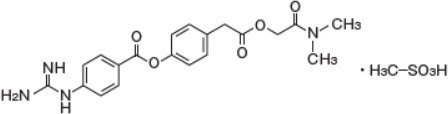 O
CH₃
O N
O CH₃
O
O
NH · H₃C−SO₃H
H₂N N
H